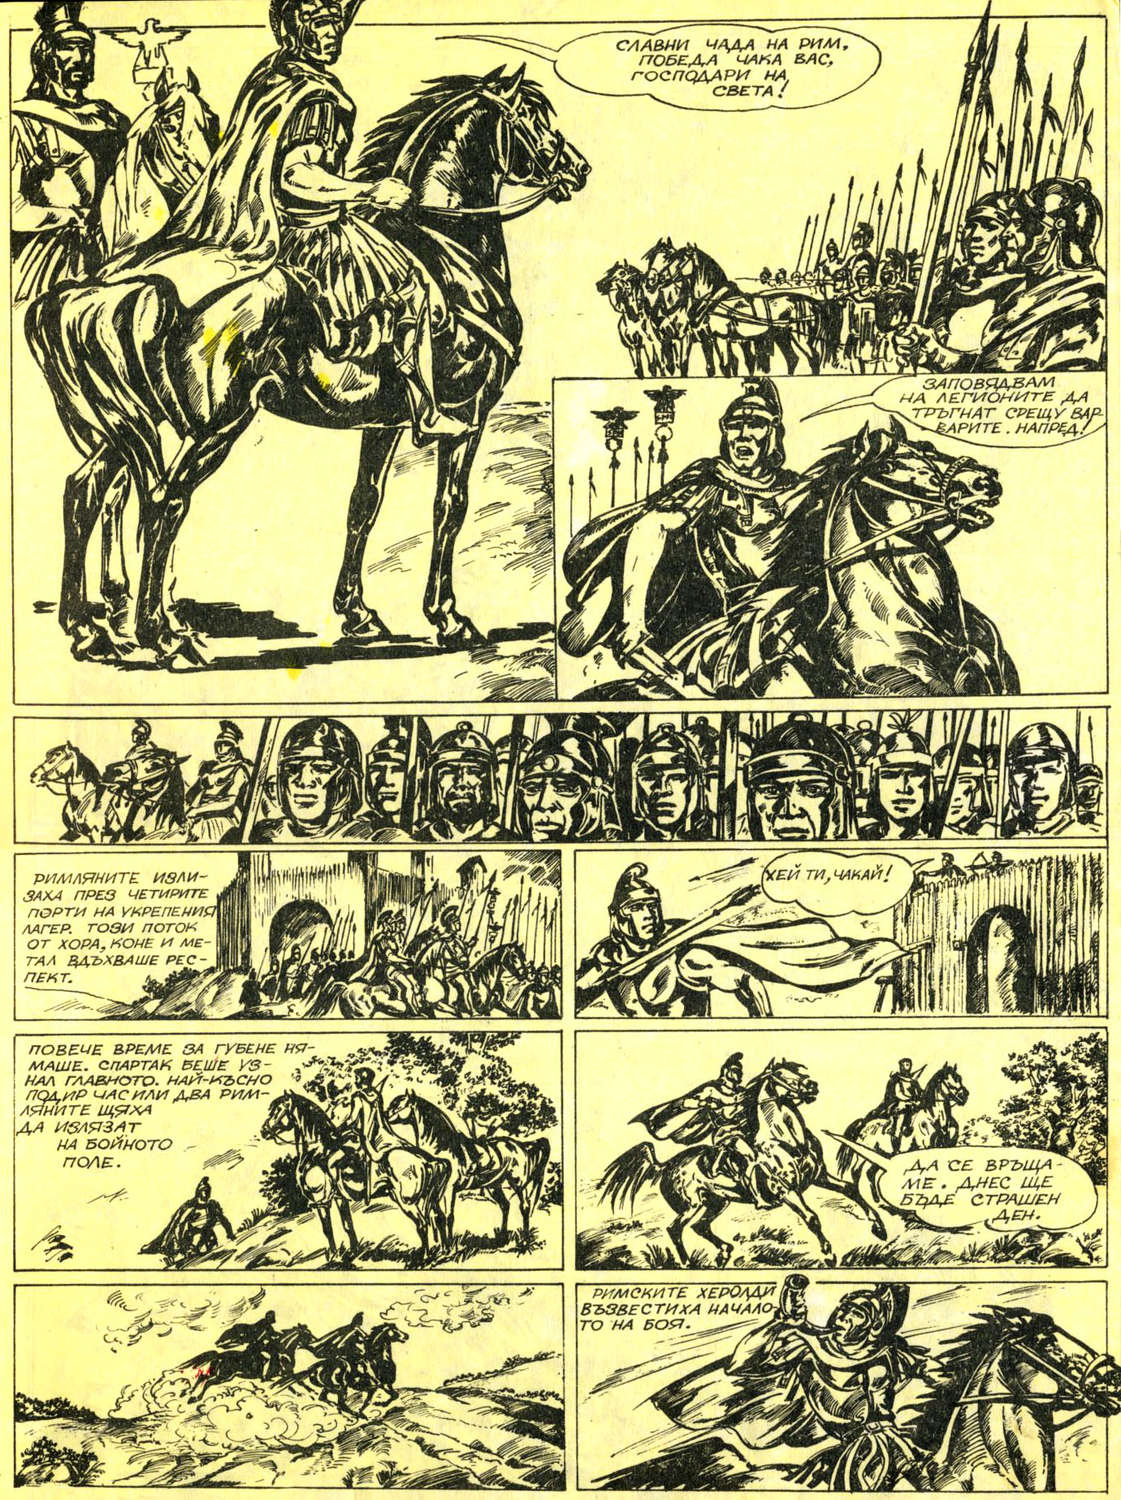 СЛАВНИ ЧАДА НА РИМ,
ПОБЕДА ЧАКА ВАС,
ГОСПОДАРИ НА
СВЕТА!
ЗАПОВЯДВАМ
НА ЛЕГИОНИТЕ ДА
ТРЪГНАТ СРЕЩУ ВАР-
ВАРИТЕ. НАПРЕД!
РИМЛЯНИТЕ ИЗЛИ-
ЗАХА ПРЕЗ ЧЕТИРИТЕ
ПОРТИ НА УКРЕПЕНИЯ
ЛАГЕР. ТОЗИ ПОТОК
ОТ ХОРА, КОНЕ И МЕ-
ТАЛ ВДЪХВАШЕ РЕС-
ПЕКТ.
ХЕЙ ТИ, ЧАКАЙ!
ПОВЕЧЕ ВРЕМЕ ЗА ГУБЕНЕ НЯ-
МАШЕ. СПАРТАК БЕШЕ УЗ-
НАЛ ГЛАВНОТО. НАЙ-КЪСНО
ПОДИР ЧАС ИЛИ ДВА РИМ-
ЛЯНИТЕ ЩЯХА
ДА ИЗЛЯЗАТ
НА БОЙНОТО
ПОЛЕ.
ДА СЕ ВРЪЩА-
МЕ. ДНЕС ЩЕ
БЪДЕ СТРАШЕН
ДЕН.
РИМСКИТЕ ХЕРОЛДИ
ВЪЗВЕСТИХА НАЧАЛО-
ТО НА БОЯ.